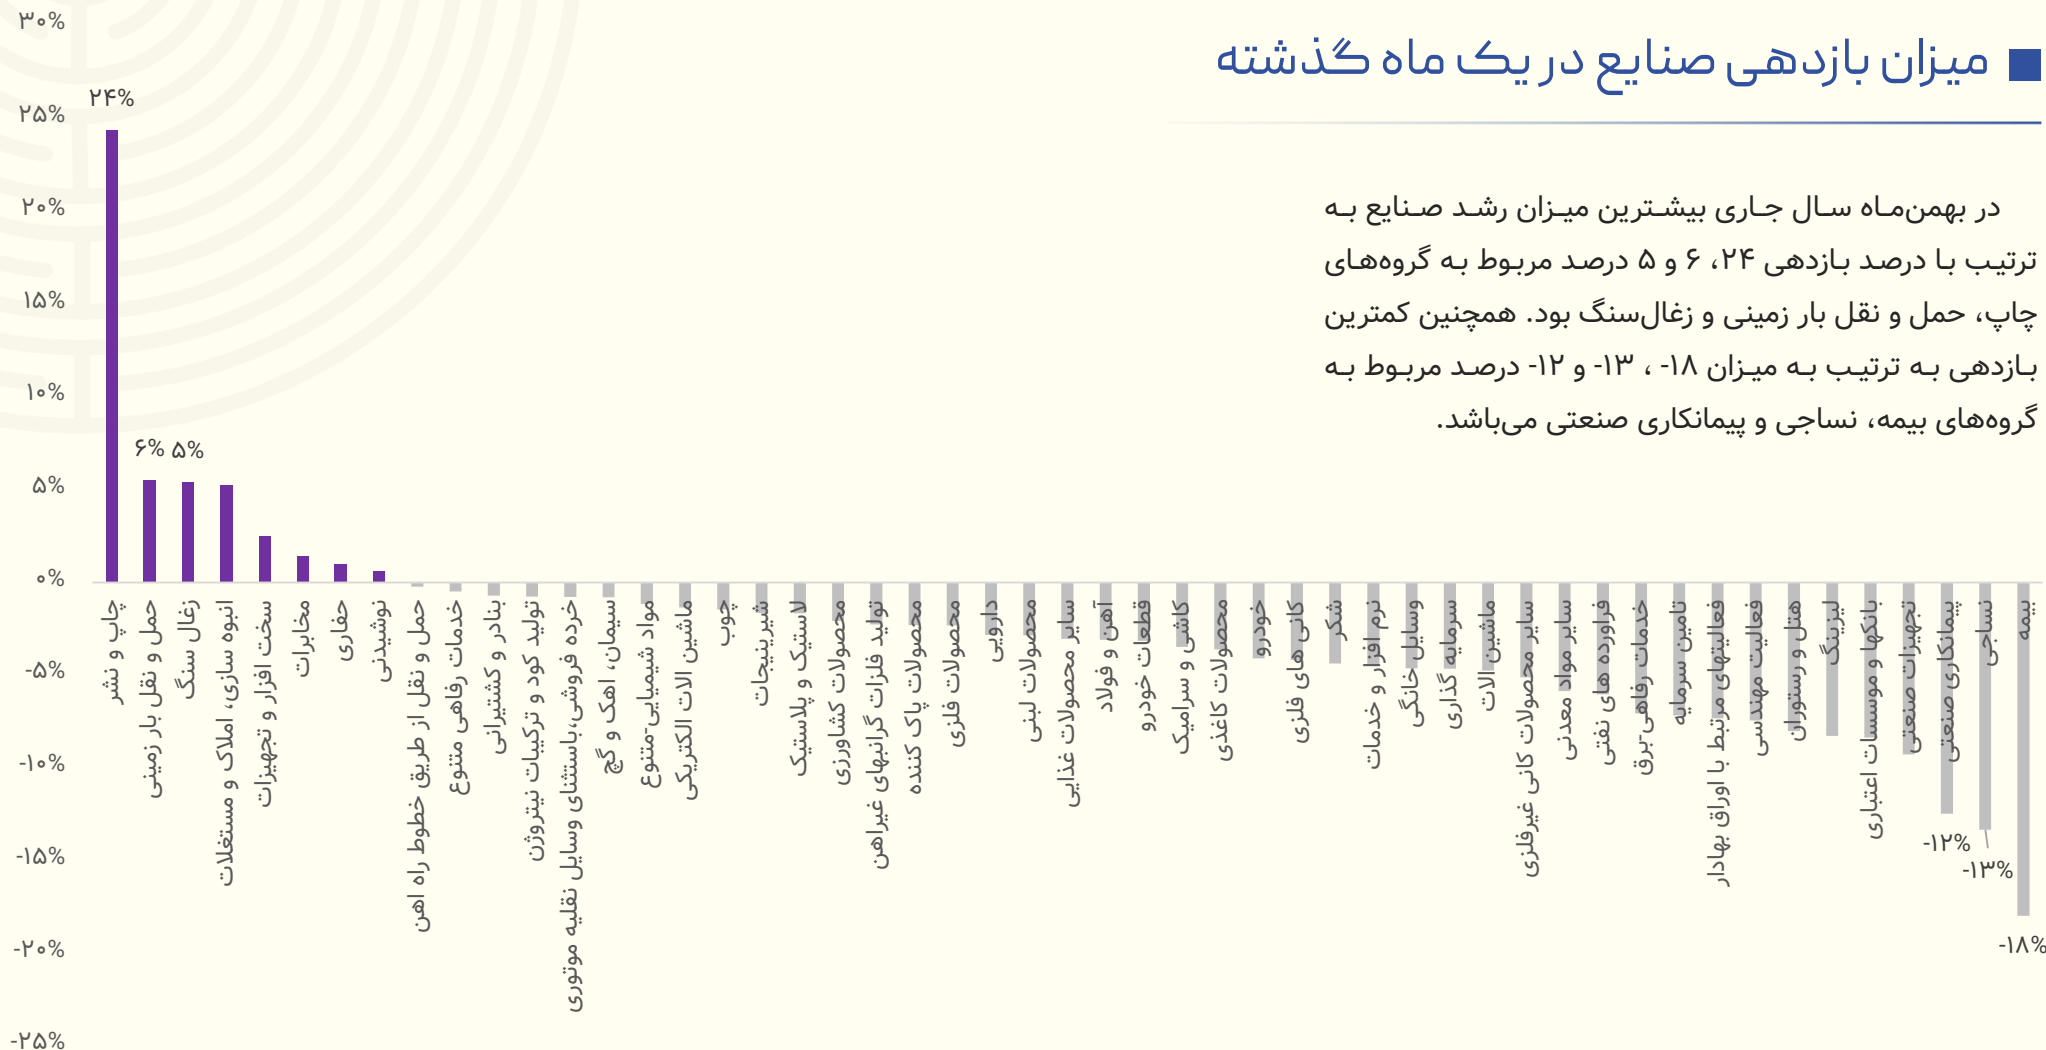 میزان بازدهی صنایع در یک ماه گذشته
در بهمن‌ماه سال جاری بیشترین میزان رشد صنایع به
ترتیب با درصد بازدهی ۲۴، ۶ و ۵ درصد مربوط به گروه‌های
چاپ، حمل و نقل بار زمینی و زغال‌سنگ بود. همچنین کمترین
بازدهی به ترتیب به میزان ۱۸- ، ۱۳- و ۱۲- درصد مربوط به
گروه‌های بیمه، نساجی و پیمانکاری صنعتی می‌باشد.
۳۰%
۲۵%
۲۰%
۱۵%
۱۰%
۵%
۰%
-۵%
-۱۰%
-۱۵%
-۲۰%
-۲۵%
۲۴%
۶%
۵%
-۱۲%
-۱۳%
-۱۸%
چاپ و نشر
حمل و نقل بار زمینی
زغال سنگ
انبوه سازی، املاک و مستغلات
سخت افزار و تجهیزات
مخابرات
حفاری
نوشیدنی
حمل و نقل از طریق خطوط راه اهن
خدمات رفاهی متنوع
بنادر و کشتیرانی
تولید کود و ترکیبات نیتروژن
خرده فروشی،باستثنای وسایل نقلیه موتوری
سیمان، اهک و گچ
مواد شیمیایی-متنوع
ماشین الات الکتریکی
چوب
شیرینیجات
لاستیک و پلاستیک
محصولات کشاورزی
تولید فلزات گرانبهای غیراهن
محصولات پاک کننده
محصولات فلزی
دارویی
محصولات لبنی
سایر محصولات غذایی
آهن و فولاد
قطعات خودرو
کاشی و سرامیک
محصولات کاغذی
خودرو
کانی های فلزی
شکر
نرم افزار و خدمات
وسایل خانگی
سرمایه گذاری
ماشین الات
سایر محصولات کانی غیرفلزی
سایر مواد معدنی
فراورده های نفتی
خدمات رفاهی-برق
تامین سرمایه
فعالیتهای مرتبط با اوراق بهادار
فعالیت مهندسی
هتل و رستوران
لیزینگ
بانکها و موسسات اعتباری
تجهیزات صنعتی
پیمانکاری صنعتی
نساجی
بیمه